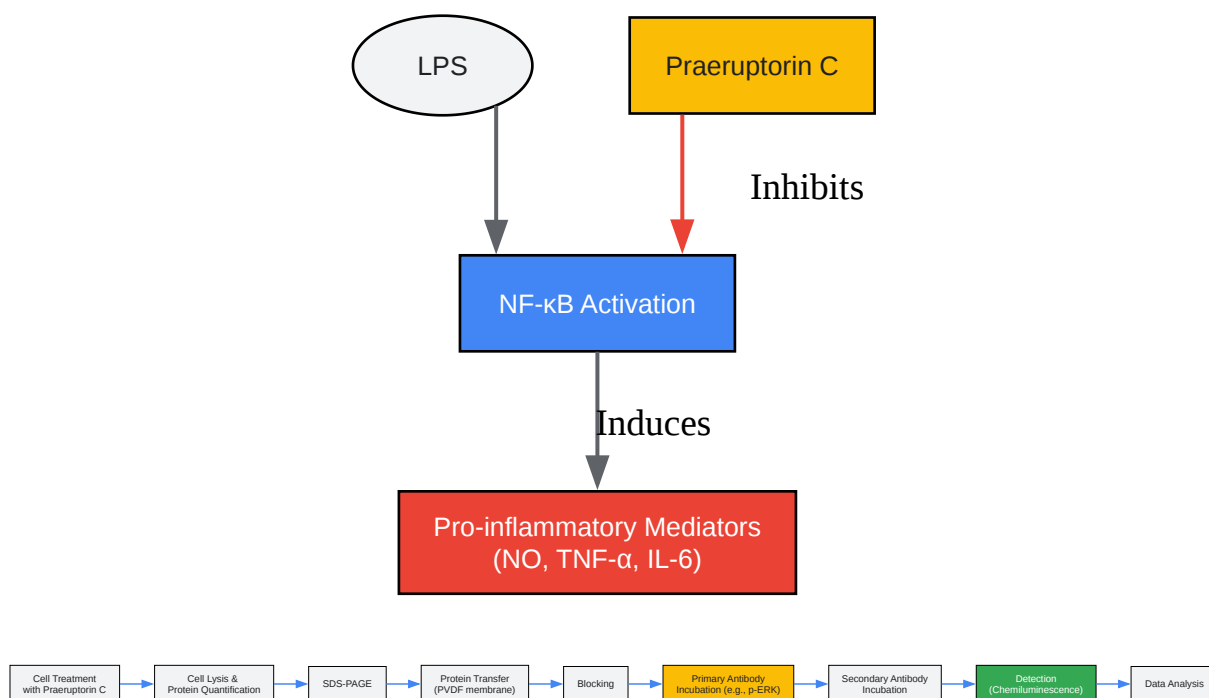 LPS
Praeruptorin C
Inhibits
NF-κB Activation
Induces
Pro-inflammatory Mediators
(NO, TNF-α, IL-6)
Cell Treatment
with Praeruptorin C
Cell Lysis &
Protein Quantification
SDS-PAGE
Protein Transfer
(PVDF membrane)
Blocking
Primary Antibody
Incubation (e.g., p-ERK)
Secondary Antibody
Incubation
Detection
(Chemiluminescence)
Data Analysis